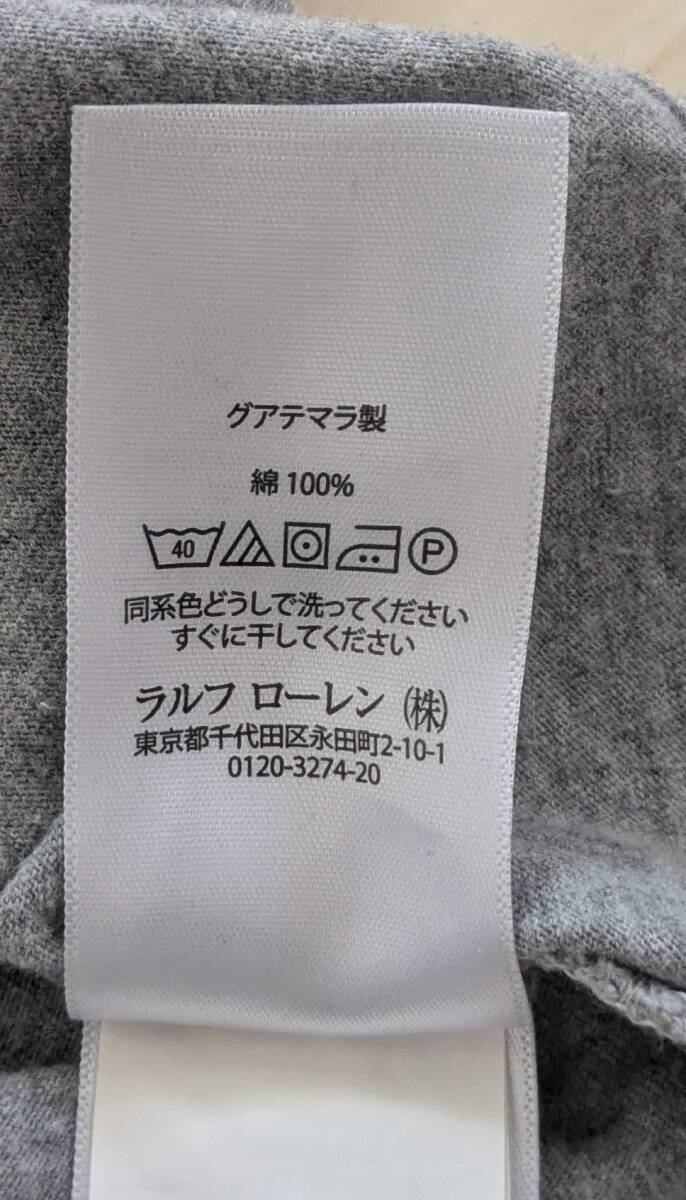 グアテマラ製
綿 100%
40 P
同系色どうしで洗ってください
すぐに干してください
ラルフ ローレン (株)
東京都千代田区永田町2-10-1
0120-3274-20